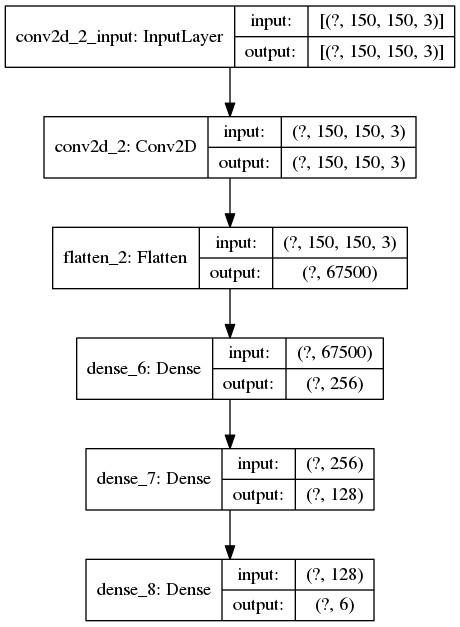 conv2d_2_input: InputLayer
input: [(?, 150, 150, 3)]
output: [(?, 150, 150, 3)]
conv2d_2: Conv2D
input: (?, 150, 150, 3)
output: (?, 150, 150, 3)
flatten_2: Flatten
input: (?, 150, 150, 3)
output: (?, 67500)
dense_6: Dense
input: (?, 67500)
output: (?, 256)
dense_7: Dense
input: (?, 256)
output: (?, 128)
dense_8: Dense
input: (?, 128)
output: (?, 6)